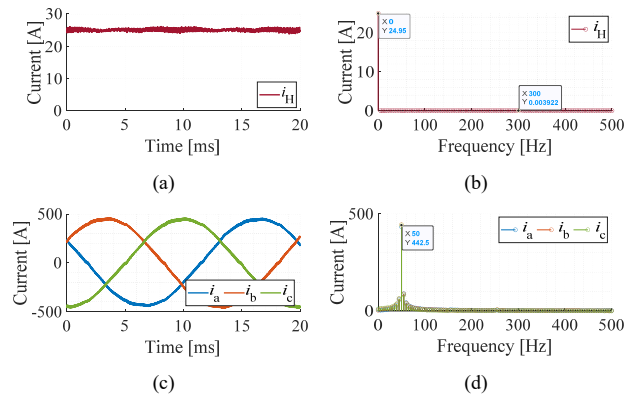 30
20
10
0
Current [A]
i_H
0
5
10
15
20
Time [ms]
(a)
X 0
Y 24.95
i_H
20
10
0
Current [A]
X 300
Y 0.003922
0
100
200
300
400
500
Frequency [Hz]
(b)
500
0
-500
Current [A]
i_a i_b i_c
0
5
10
15
20
Time [ms]
(c)
500
0
Current [A]
X 50
Y 442.5
i_a i_b i_c
0
100
200
300
400
500
Frequency [Hz]
(d)